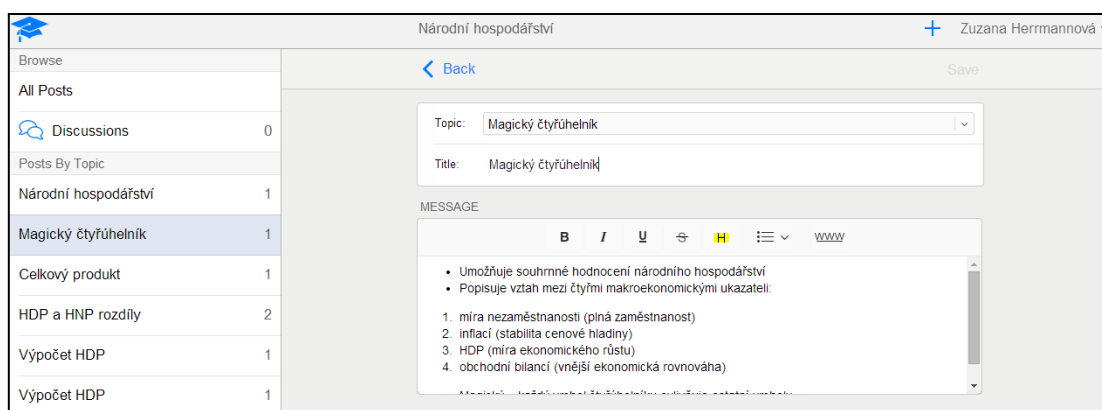 Národní hospodářství
+ Zuzana Herrmannová
Browse
All Posts
Discussions 0
Posts By Topic
Národní hospodářství 1
Magický čtyřúhelník 1
Celkový produkt 1
HDP a HNP rozdíly 2
Výpočet HDP 1
Výpočet HDP 1
Back
Save
Topic: Magický čtyřúhelník
Title: Magický čtyřúhelník
MESSAGE
B I U S H WWW
• Umožňuje souhrnné hodnocení národního hospodářství
• Popisuje vztah mezi čtyřmi makroekonomickými ukazateli:
1. míra nezaměstnanosti (plná zaměstnanost)
2. inflací (stabilita cenové hladiny)
3. HDP (míra ekonomického růstu)
4. obchodní bilancí (vnější ekonomická rovnováha)